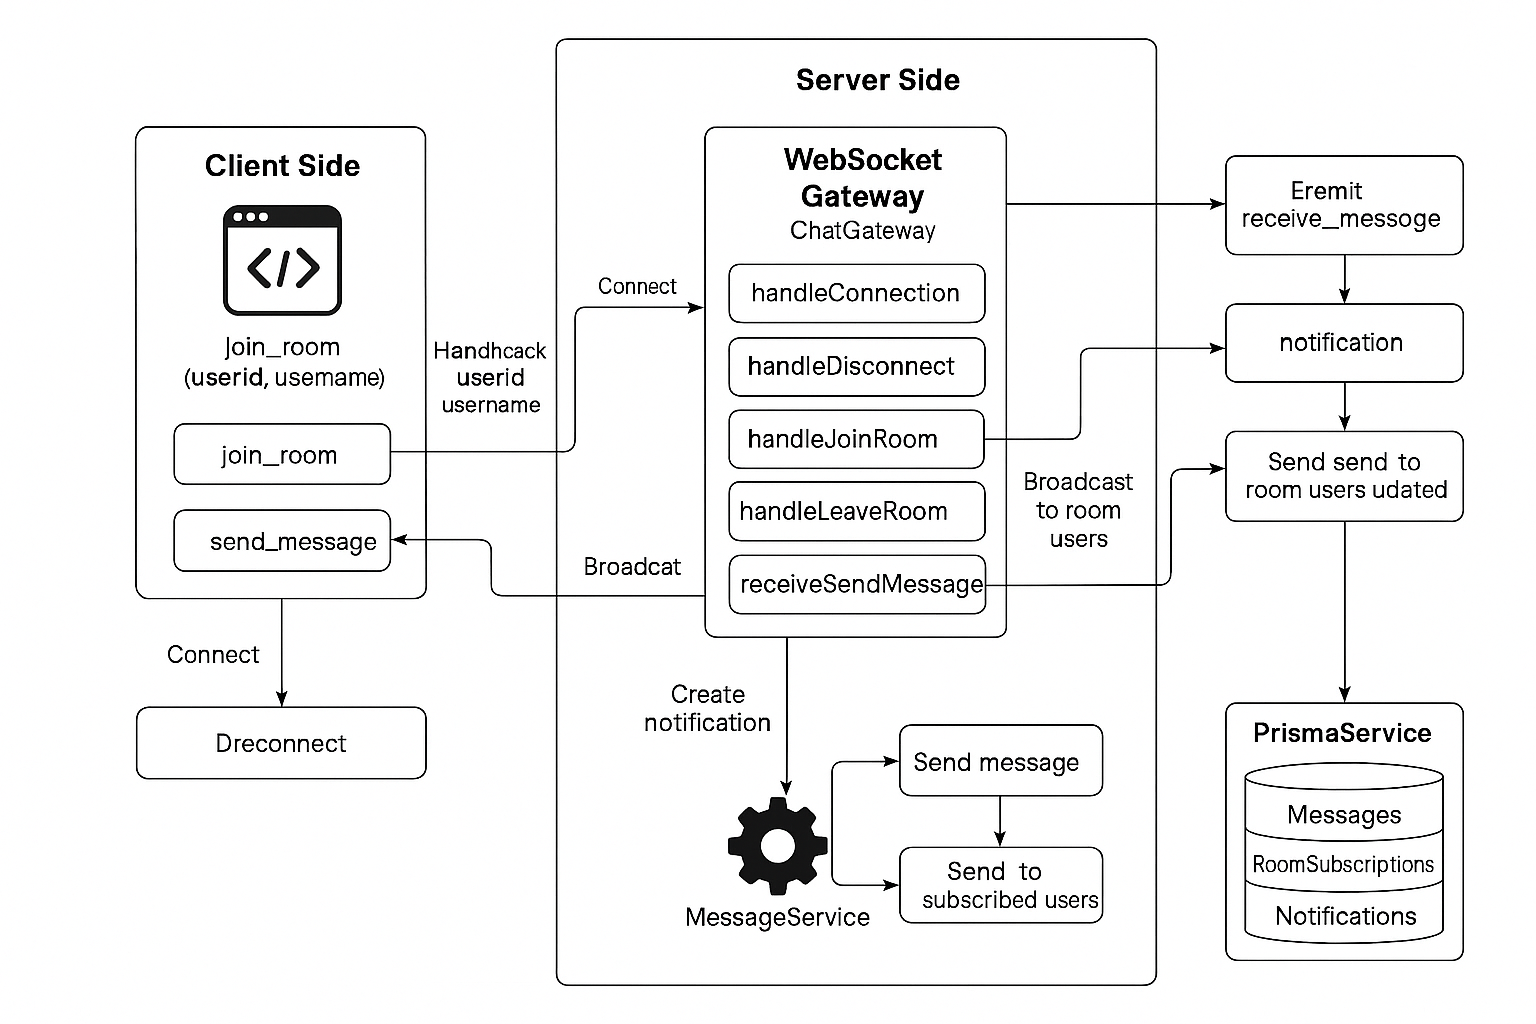 Server Side
Client Side
</>
Join_room
(userid, username)
join_room
send_message
Connect
Dreconnect
Handhcack
userid
username
Connect
Broadcat
WebSocket
Gateway
ChatGateway
handleConnection
handleDisconnect
handleJoinRoom
handleLeaveRoom
receiveSendMessage
Broadcast
to room
users
Create
notification
MessageService
Send message
Send to
subscribed users
Eremit
receive_messoge
notification
Send send to
room users udated
PrismaService
Messages
RoomSubscriptions
Notifications